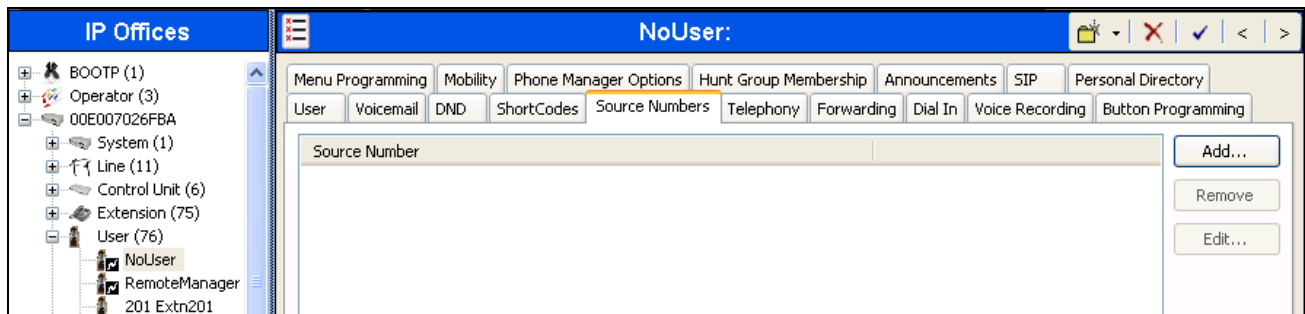 IP Offices
BOOTP (1)
Operator (3)
00E007026FBA
System (1)
Line (11)
Control Unit (6)
Extension (75)
User (76)
NoUser
RemoteManager
201 Extn201
NoUser:
Menu Programming Mobility Phone Manager Options Hunt Group Membership Announcements SIP Personal Directory
User Voicemail DND ShortCodes Source Numbers Telephony Forwarding Dial In Voice Recording Button Programming
Source Number
Add...
Remove
Edit...